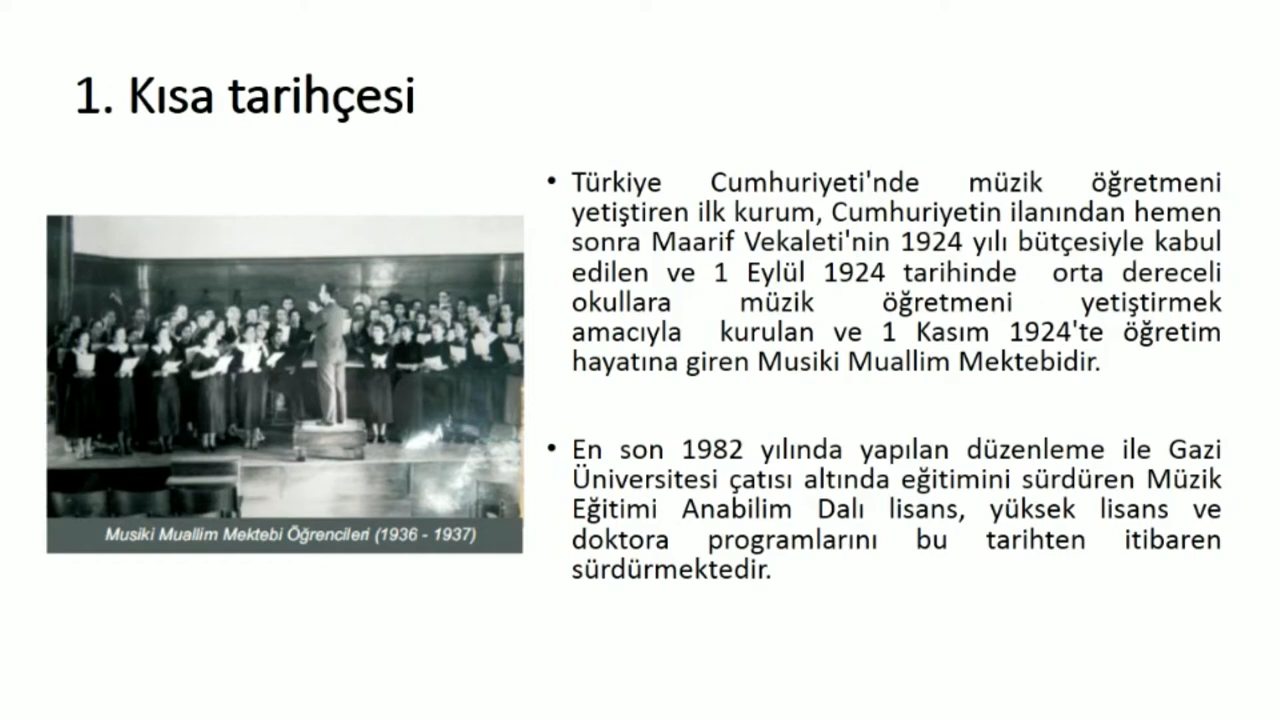 1. Kısa tarihçesi
• Türkiye Cumhuriyeti'nde müzik öğretmeni
yetiştiren ilk kurum, Cumhuriyetin ilanından hemen
sonra Maarif Vekaleti'nin 1924 yılı bütçesiyle kabul
edilen ve 1 Eylül 1924 tarihinde orta dereceli
okullara müzik öğretmeni yetiştirmek
amacıyla kurulan ve 1 Kasım 1924'te öğretim
hayatına giren Musiki Muallim Mektebidir.
• En son 1982 yılında yapılan düzenleme ile Gazi
Üniversitesi çatısı altında eğitimini sürdüren Müzik
Eğitimi Anabilim Dalı lisans, yüksek lisans ve
doktora programlarını bu tarihten itibaren
sürdürmektedir.
Musiki Muallim Mektebi Öğrencileri (1936 - 1937)